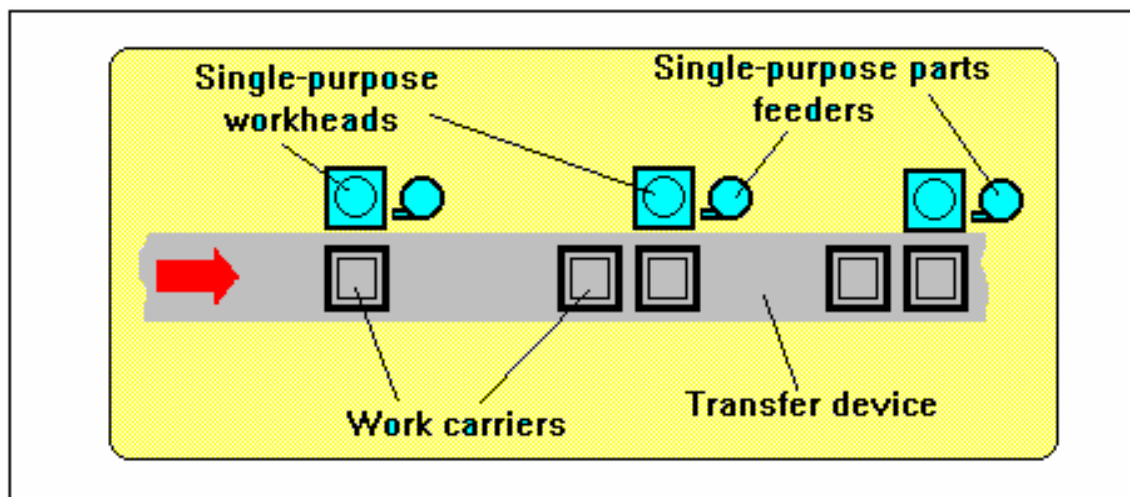 Single-purpose
workheads
Single-purpose parts
feeders
Work carriers
Transfer device